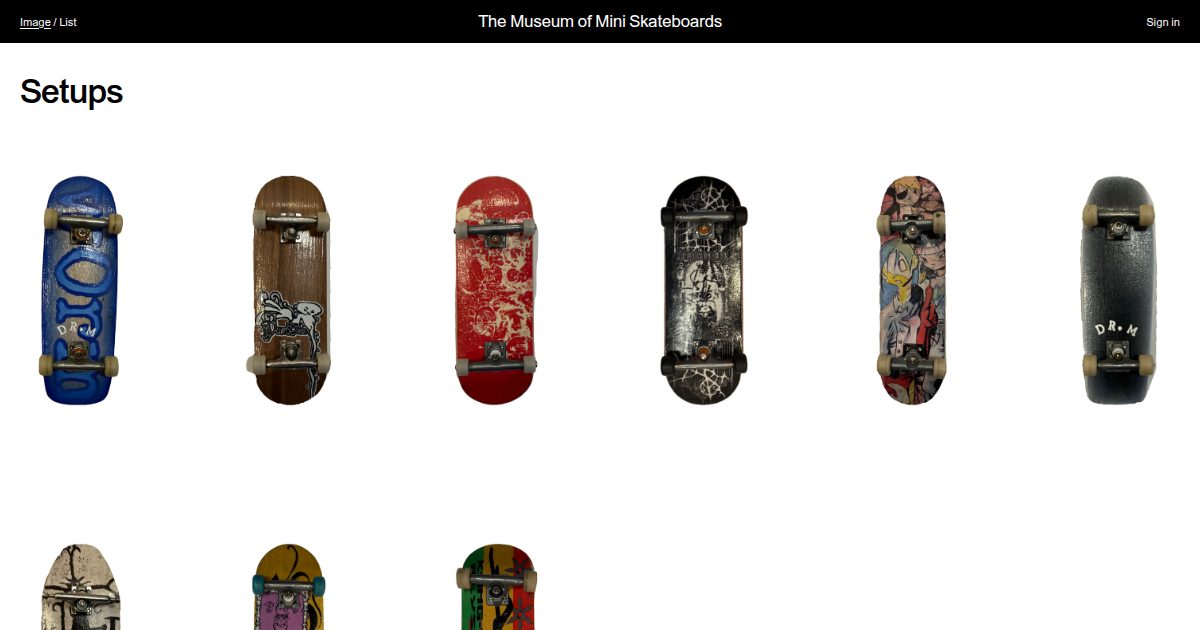 Image / List
The Museum of Mini Skateboards
Sign in
Setups
DR•M
DR•M